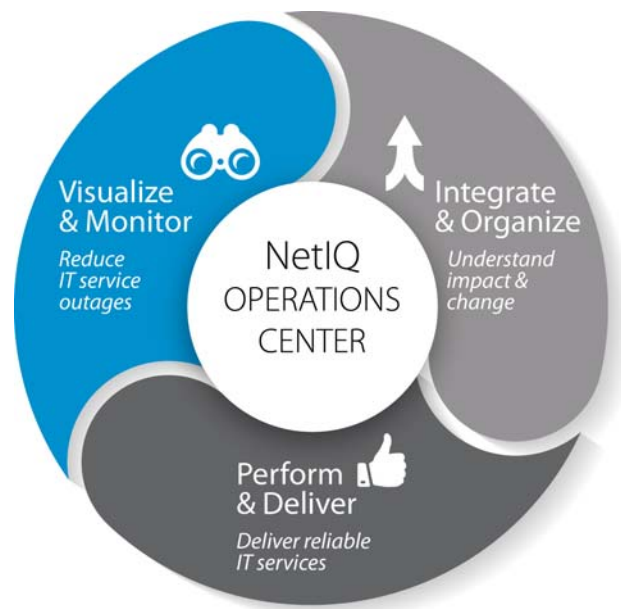 Visualize
& Monitor
Reduce
IT service
outages
Integrate
& Organize
Understand
impact &
change
NetIQ
OPERATIONS
CENTER
Perform
& Deliver
Deliver reliable
IT services